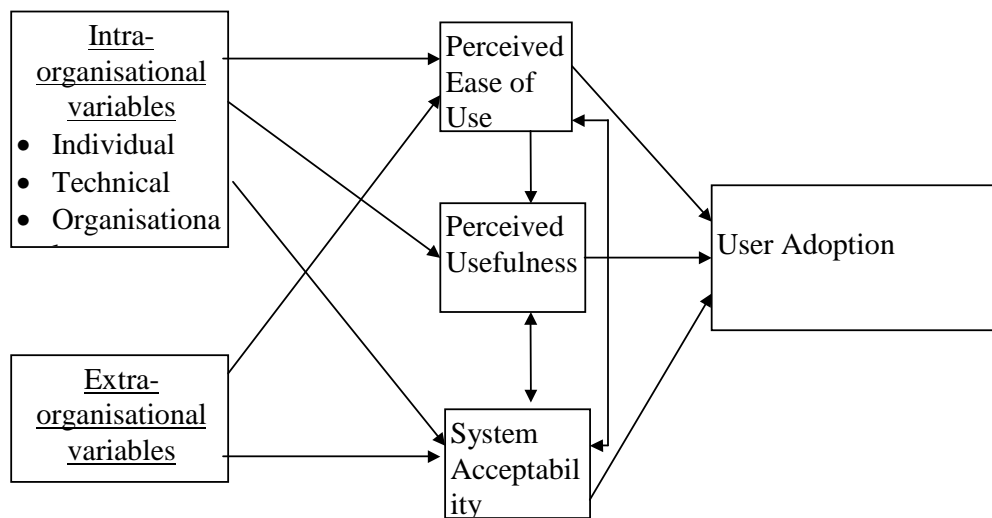 Intra-
organisational
variables
• Individual
• Technical
• Organisationa
Extra-
organisational
variables
Perceived
Ease of
Use
Perceived
Usefulness
System
Acceptabil
ity
User Adoption